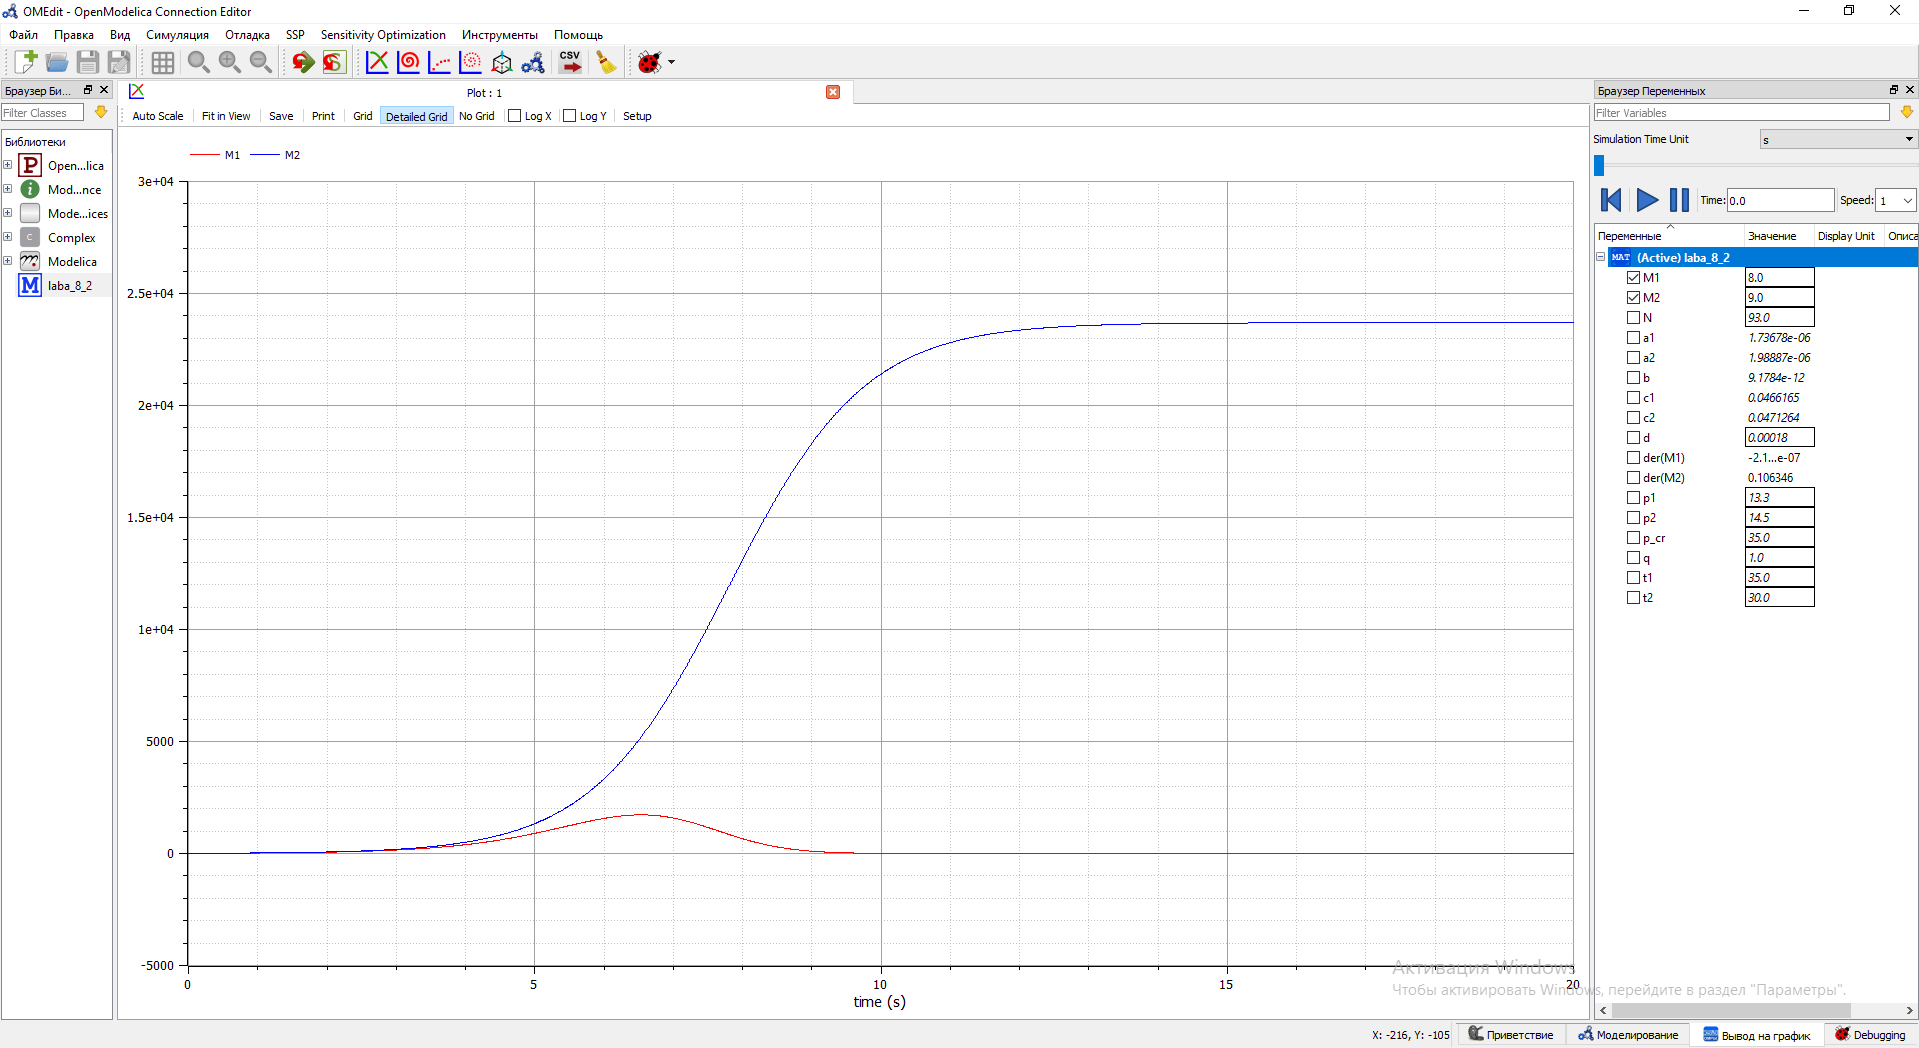 OMEdit - OpenModelica Connection Editor
Файл Правка Вид Симуляция Отладка SSP Sensitivity Optimization Инструменты Помощь
CSV
Браузер Би...
Filter Classes
Библиотеки
P Open...lica
i Mod...nce
Mode...ices
C Complex
Modelica
M laba_8_2
Plot : 1
Auto Scale Fit in View Save Print Grid Detailed Grid No Grid Log X Log Y Setup
M1 M2
3e+04
2.5e+04
2e+04
1.5e+04
1e+04
5000
0
-5000
0 5 10 15 20
time (s)
Браузер Переменных
Filter Variables
Simulation Time Unit s
Time: 0.0 Speed: 1
Переменные Значение Display Unit Описа
MAT (Active) laba_8_2
M1 8.0
M2 9.0
N 93.0
a1 1.73678e-06
a2 1.98887e-06
b 9.1784e-12
c1 0.0466165
c2 0.0471264
d 0.00018
der(M1) -2.1...e-07
der(M2) 0.106346
p1 13.3
p2 14.5
p_cr 35.0
q 1.0
t1 35.0
t2 30.0
Активация Windows
Чтобы активировать Windows, перейдите в раздел "Параметры".
X: -216, Y: -105 Приветствие Моделирование Вывод на график Debugging